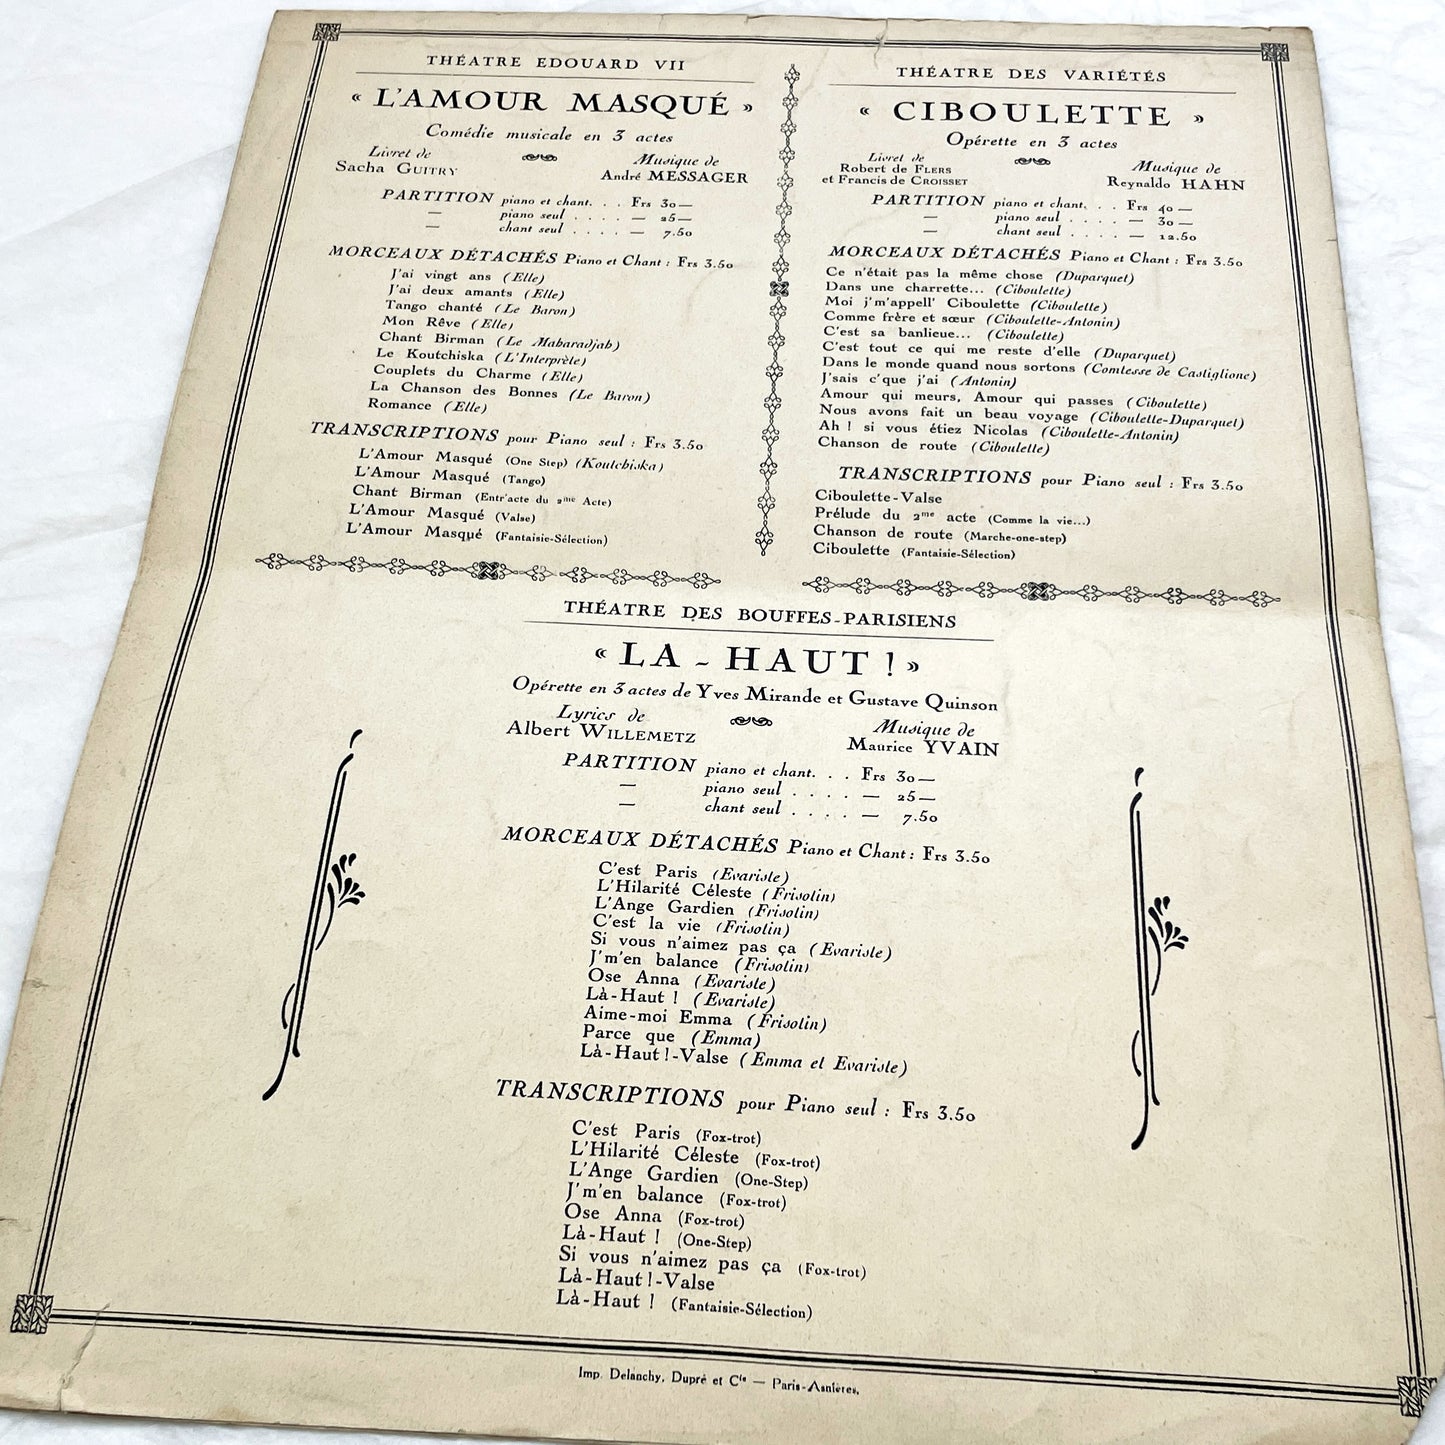 THÉATRE EDOUARD VII
« L'AMOUR MASQUÉ »
Comédie musicale en 3 actes
Livret de
Sacha GUITRY
Musique de
André MESSAGER
PARTITION piano et chant. . . Frs 30 —
— piano seul . . . . — 25 —
— chant seul . . . . — 7.50
MORCEAUX DÉTACHÉS Piano et Chant : Frs 3.50
J'ai vingt ans (Elle)
J'ai deux amants (Elle)
Tango chanté (Le Baron)
Mon Rêve (Elle)
Chant Birman (Le Maharadjah)
Le Koutchiska (L'Interprète)
Couplets du Charme (Elle)
La Chanson des Bonnes (Le Baron)
Romance (Elle)
TRANSCRIPTIONS pour Piano seul : Frs 3.50
L'Amour Masqué (One Step) (Koutchiska)
L'Amour Masqué (Tango)
Chant Birman (Entr'acte du 2me Acte)
L'Amour Masqué (Valse)
L'Amour Masqué (Fantaisie-Sélection)
THÉATRE DES VARIÉTÉS
« CIBOULETTE »
Opérette en 3 actes
Livret de
Robert de FLERS
et Francis de CROISSET
Musique de
Reynaldo HAHN
PARTITION piano et chant. . . Frs 40 —
— piano seul . . . . — 30 —
— chant seul . . . . — 12.50
MORCEAUX DÉTACHÉS Piano et Chant : Frs 3.50
Ce n'était pas la même chose (Duparquet)
Dans une charrette... (Ciboulette)
Moi j'm'appell' Ciboulette (Ciboulette)
Comme frère et sœur (Ciboulette-Antonin)
C'est sa banlieue... (Ciboulette)
C'est tout ce qui me reste d'elle (Duparquet)
Dans le monde quand nous sortons (Comtesse de Castiglione)
J'sais c'que j'ai (Antonin)
Amour qui meurs, Amour qui passes (Ciboulette)
Nous avons fait un beau voyage (Ciboulette-Duparquet)
Ah ! si vous étiez Nicolas (Ciboulette-Antonin)
Chanson de route (Ciboulette)
TRANSCRIPTIONS pour Piano seul : Frs 3.50
Ciboulette-Valse
Prélude du 2me acte (Comme la vie...)
Chanson de route (Marche-one-step)
Ciboulette (Fantaisie-Sélection)
THÉATRE DES BOUFFES-PARISIENS
« LA - HAUT ! »
Opérette en 3 actes de Yves Mirande et Gustave Quinson
Lyrics de
Albert WILLEMETZ
Musique de
Maurice YVAIN
PARTITION piano et chant. . . Frs 30 —
— piano seul . . . . — 25 —
— chant seul . . . . — 7.50
MORCEAUX DÉTACHÉS Piano et Chant : Frs 3.50
C'est Paris (Evariste)
L'Hilarité Céleste (Frisolin)
L'Ange Gardien (Frisolin)
C'est la vie (Frisolin)
Si vous n'aimez pas ça (Evariste)
J'm'en balance (Frisolin)
Ose Anna (Evariste)
Là-Haut ! (Evariste)
Aime-moi Emma (Frisolin)
Parce que (Emma)
Là-Haut !-Valse (Emma et Evariste)
TRANSCRIPTIONS pour Piano seul : Frs 3.50
C'est Paris (Fox-trot)
L'Hilarité Céleste (Fox-trot)
L'Ange Gardien (One-Step)
J'm'en balance (Fox-trot)
Ose Anna (Fox-trot)
Là-Haut ! (One-Step)
Si vous n'aimez pas ça (Fox-trot)
Là-Haut !-Valse
Là-Haut ! (Fantaisie-Sélection)
Imp. Delanchy, Dupré et Cie — Paris-Asnières.